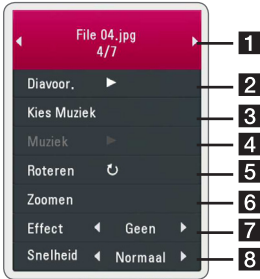 File 04.jpg 1
4/7
Diavoor. 2
Kies Muziek 3
Muziek 4
Roteren 5
Zoomen 6
Effect Geen 7
Snelheid Normaal 8